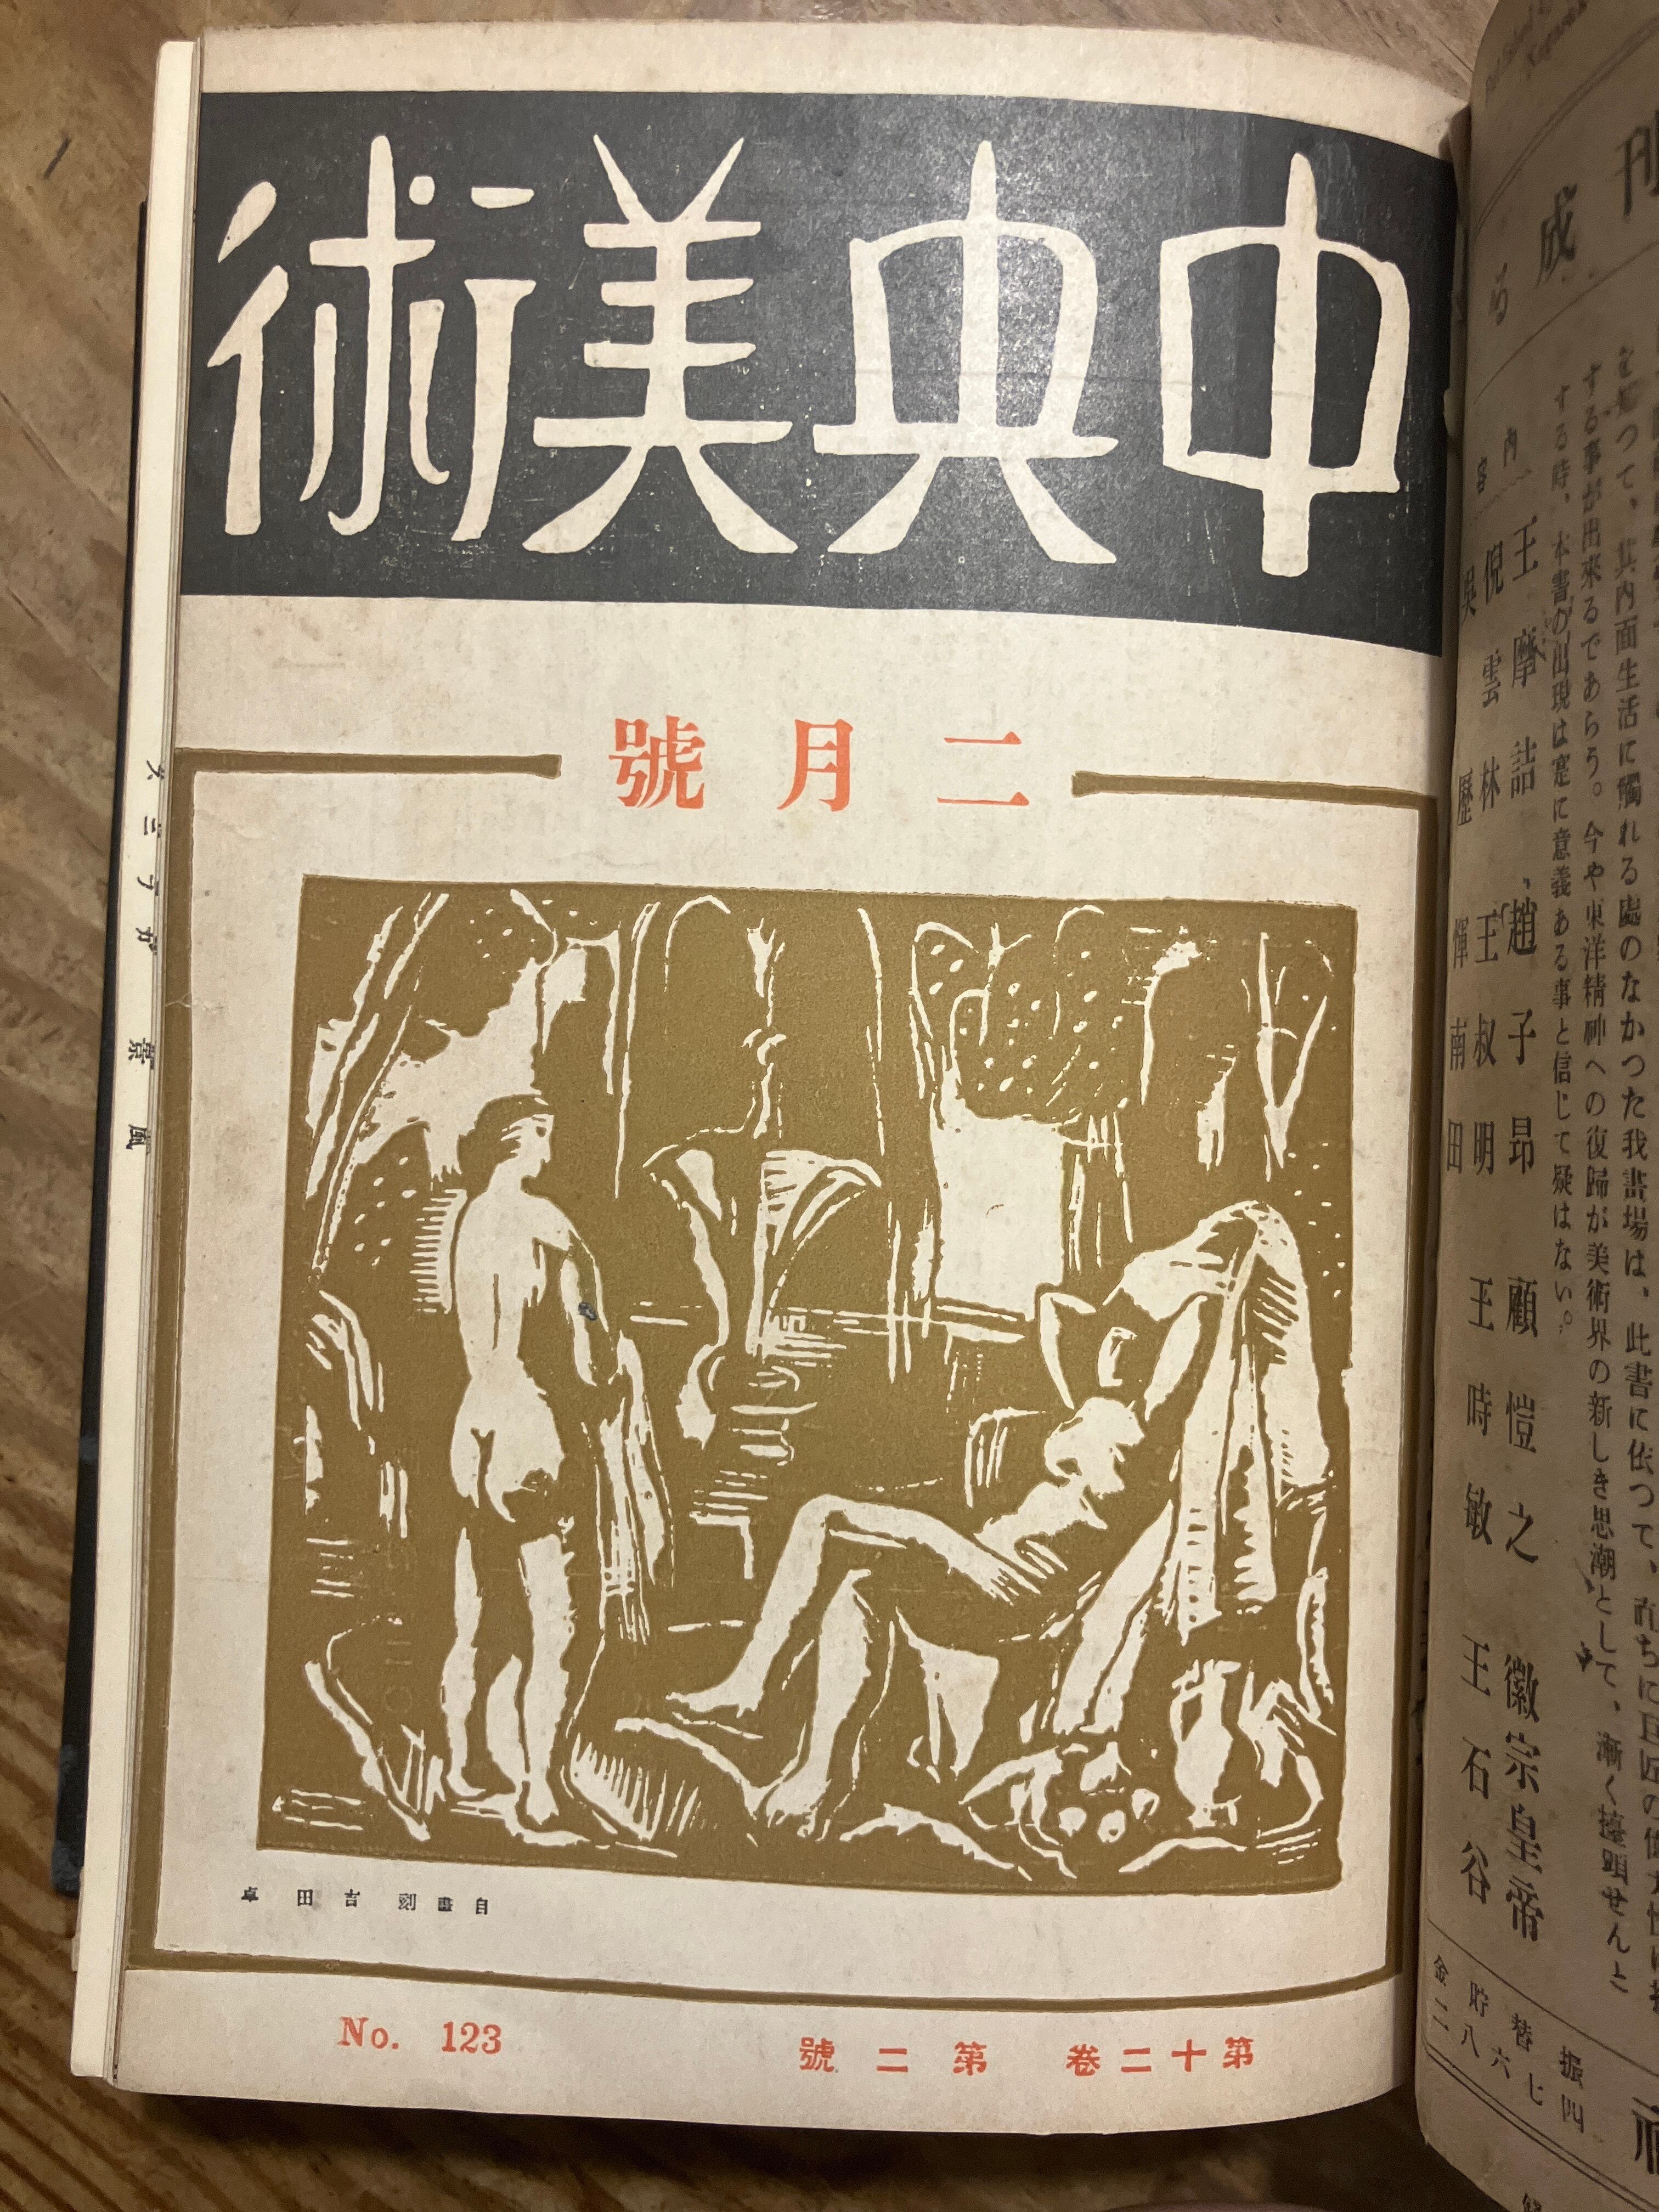 中央美術
二月號
自畫刻 吉田卓
第十二卷 第二號
No. 123
刊
成る
つて、其内面生活に觸れる處のなかつた我畫場は、此書に依つて、直ちに巨匠の偉大性に
する事が出來るであらう。今や東洋精神への復歸が美術界の新しき思潮として、漸く擡頭せんと
する時、本書の出現は寔に意義ある事と信じて疑はない。
内容
王摩詰、趙子昂 顧愷之 徽宗皇帝
倪雲林 王叔明 王時敏 王石谷
吳歷 惲南田
振替貯金
四七六八二
風景